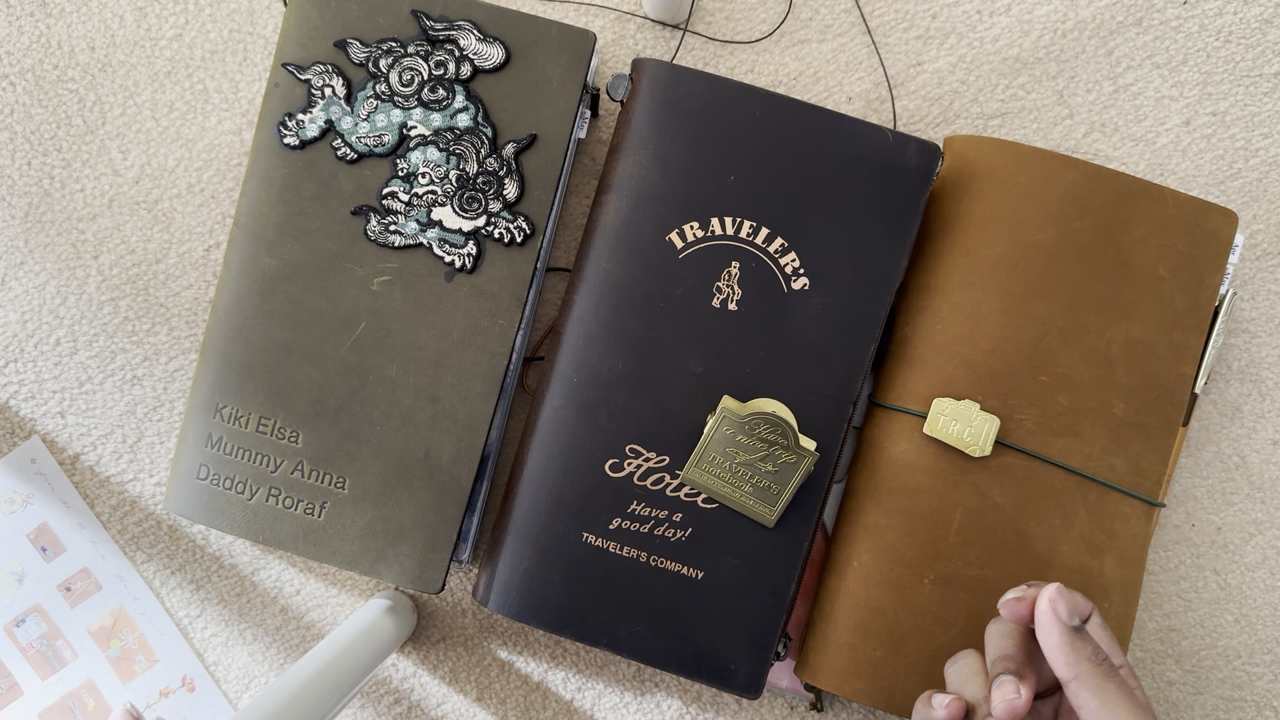 Kiki Elsa
Mummy Anna
Daddy Roraf
TRAVELER'S
Hotel
Have a
good day!
TRAVELER'S COMPANY
Have
a nice trip
TRAVELER'S
notebook
T.R.C.